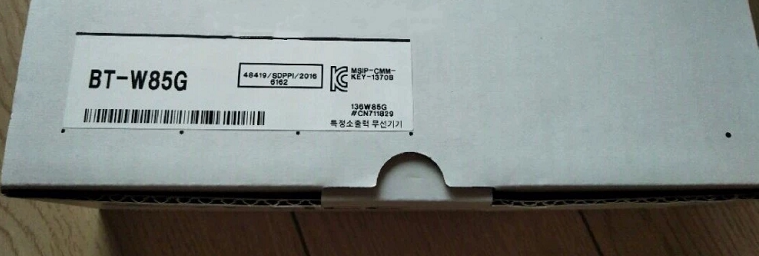 BT-W85G
48419/SDPPI/2016
6162
MSIP-CMM-
KEY-1370B
136W85G
#CN711829
특정소출력 무선기기